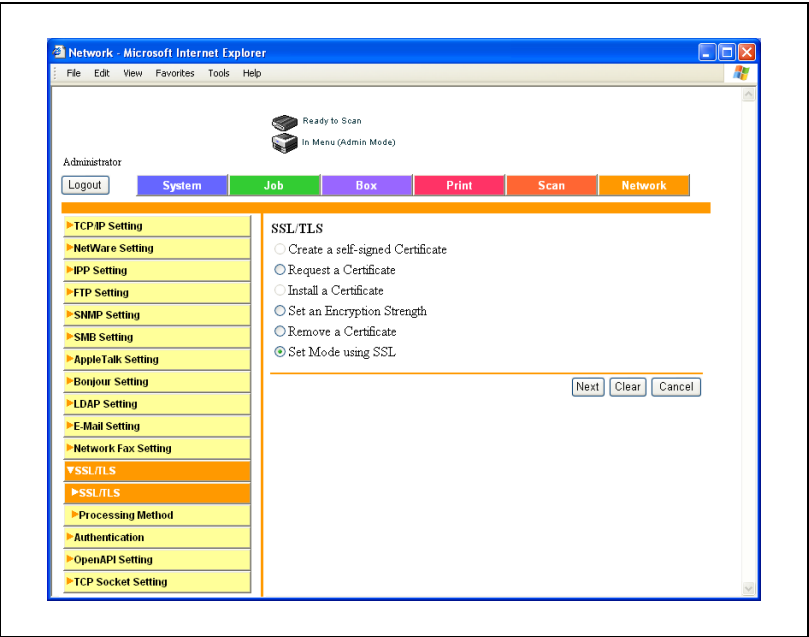 Network - Microsoft Internet Explorer
File Edit View Favorites Tools Help
Ready to Scan
In Menu (Admin Mode)
Administrator
Logout System Job Box Print Scan Network
TCP/IP Setting
NetWare Setting
IPP Setting
FTP Setting
SNMP Setting
SMB Setting
AppleTalk Setting
Bonjour Setting
LDAP Setting
E-Mail Setting
Network Fax Setting
SSL/TLS
SSL/TLS
Processing Method
Authentication
OpenAPI Setting
TCP Socket Setting
SSL/TLS
Create a self-signed Certificate
Request a Certificate
Install a Certificate
Set an Encryption Strength
Remove a Certificate
Set Mode using SSL
Next Clear Cancel